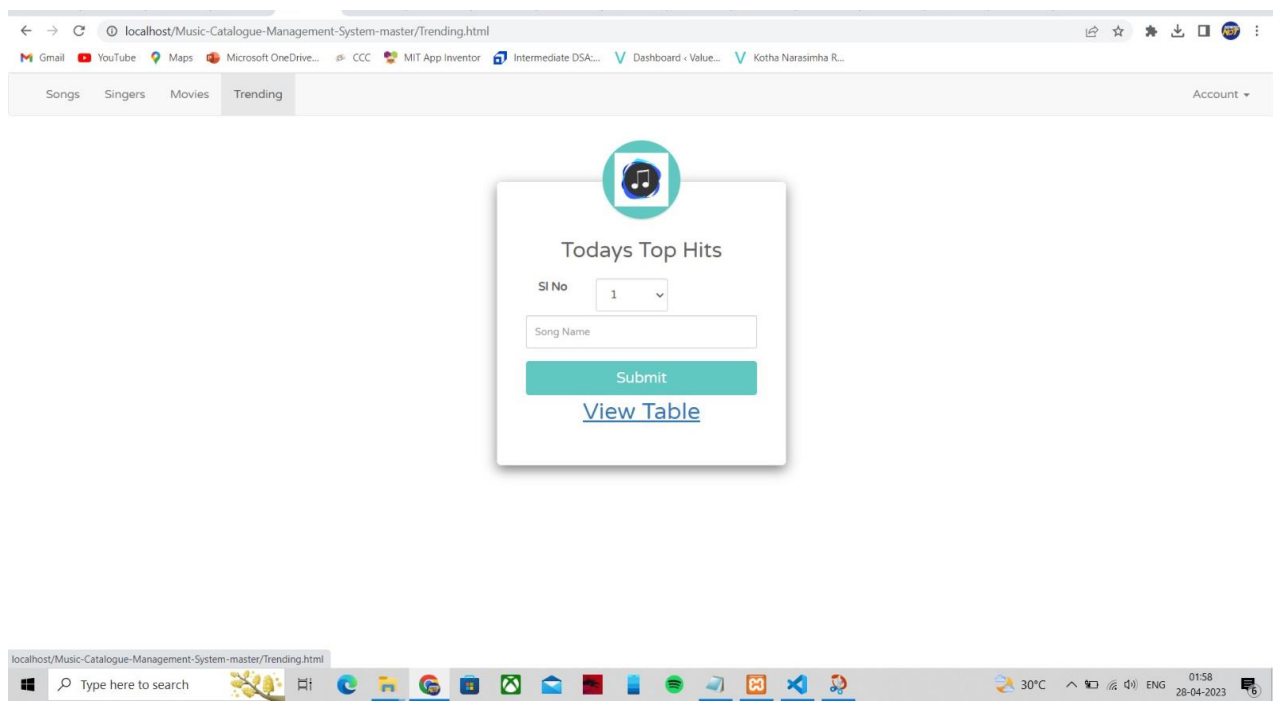 localhost/Music-Catalogue-Management-System-master/Trending.html
Gmail YouTube Maps Microsoft OneDrive... CCC MIT App Inventor Intermediate DSA:... Dashboard ‹ Value... Kotha Narasimha R...
Songs Singers Movies Trending Account
Todays Top Hits
Sl No 1
Song Name
Submit
View Table
localhost/Music-Catalogue-Management-System-master/Trending.html
Type here to search 30°C ENG 01:58
28-04-2023 6